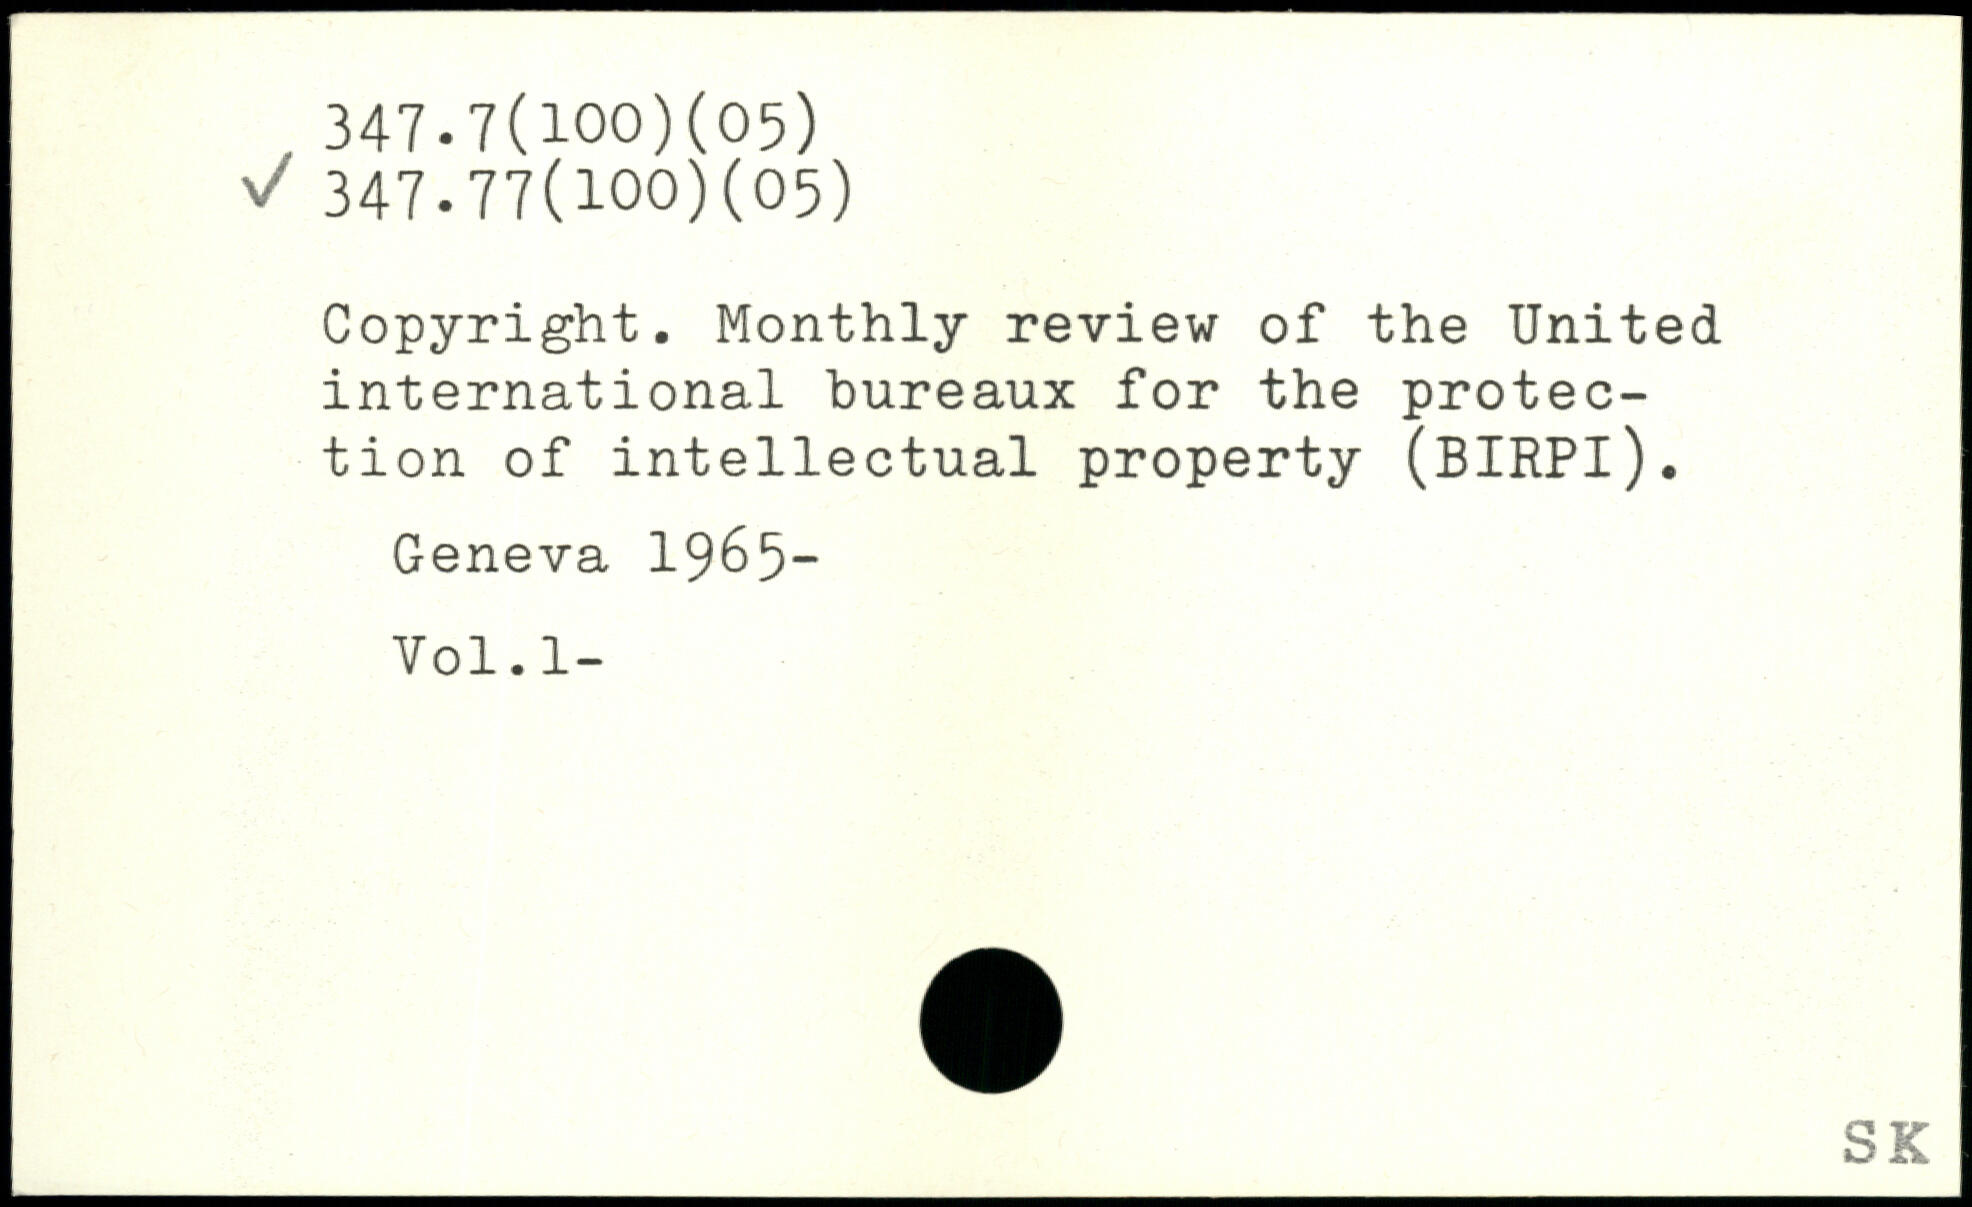 347.7(100)(05)
✓ 347.77(100)(05)
Copyright. Monthly review of the United
international bureaux for the protec-
tion of intellectual property (BIRPI).
Geneva 1965-
Vol.1-
SK